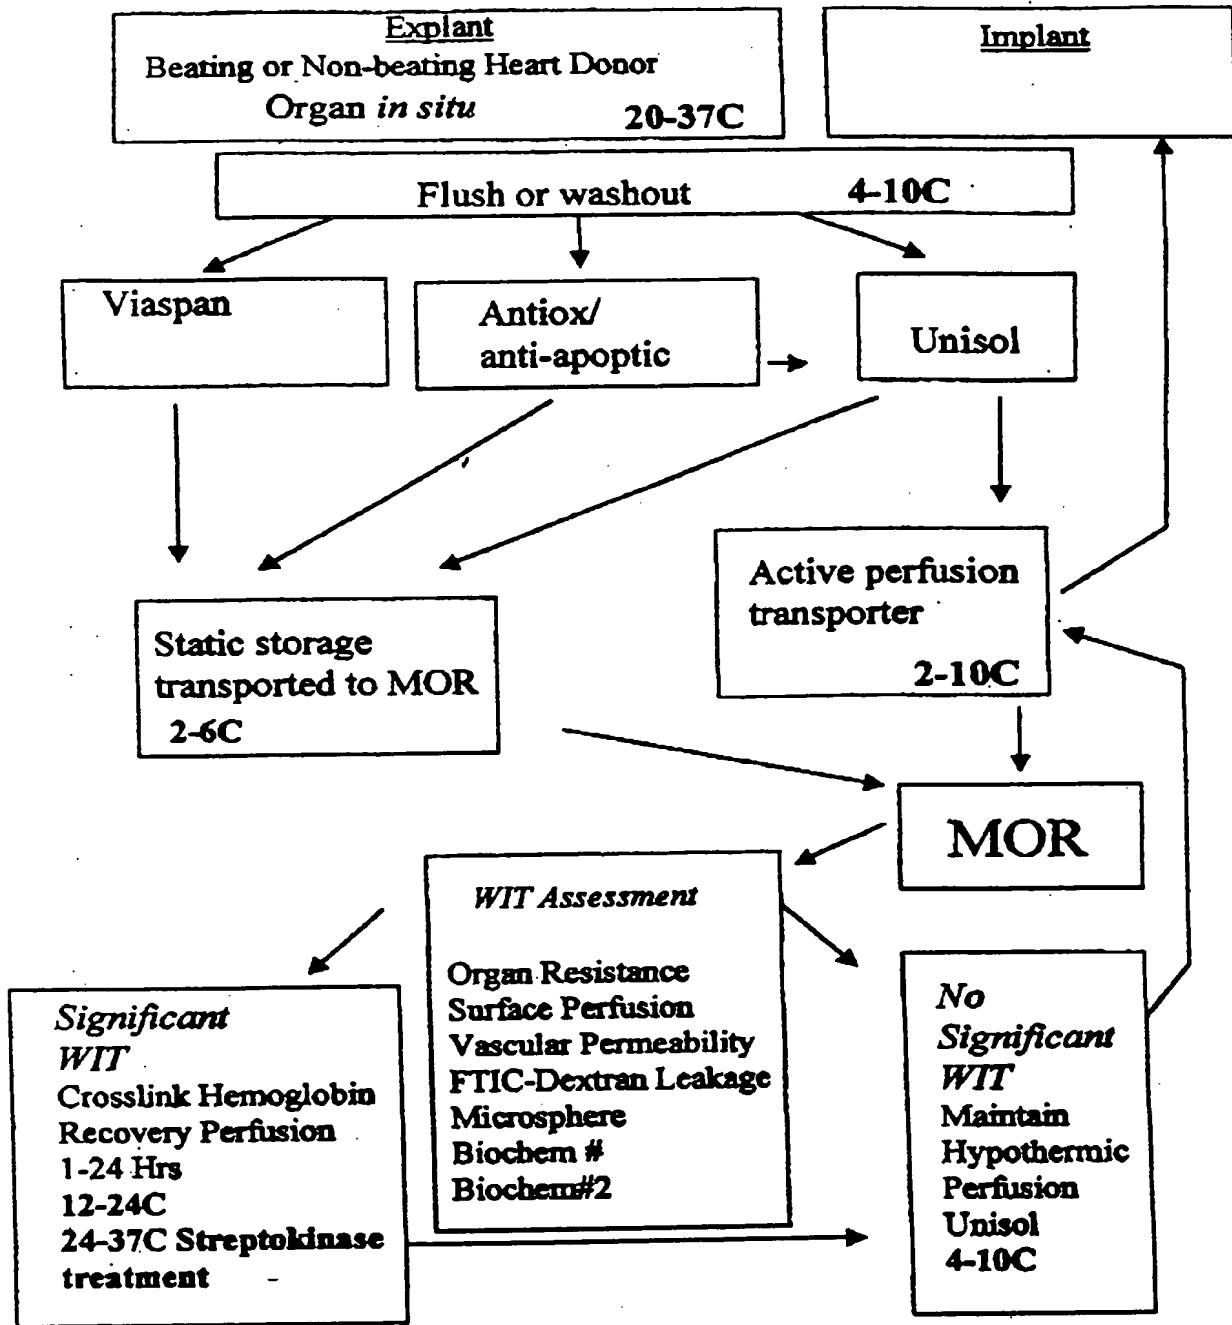 Explant
Beating or Non-beating Heart Donor
Organ in situ 20-37C
Implant
Flush or washout 4-10C
Viaspan
Antiox/
anti-apoptic
Unisol
Active perfusion
transporter
2-10C
Static storage
transported to MOR
2-6C
MOR
WIT Assessment
Organ Resistance
Surface Perfusion
Vascular Permeability
FTIC-Dextran Leakage
Microsphere
Biochem #
Biochem#2
Significant
WIT
Crosslink Hemoglobin
Recovery Perfusion
1-24 Hrs
12-24C
24-37C Streptokinase
treatment -
No
Significant
WIT
Maintain
Hypothermic
Perfusion
Unisol
4-10C